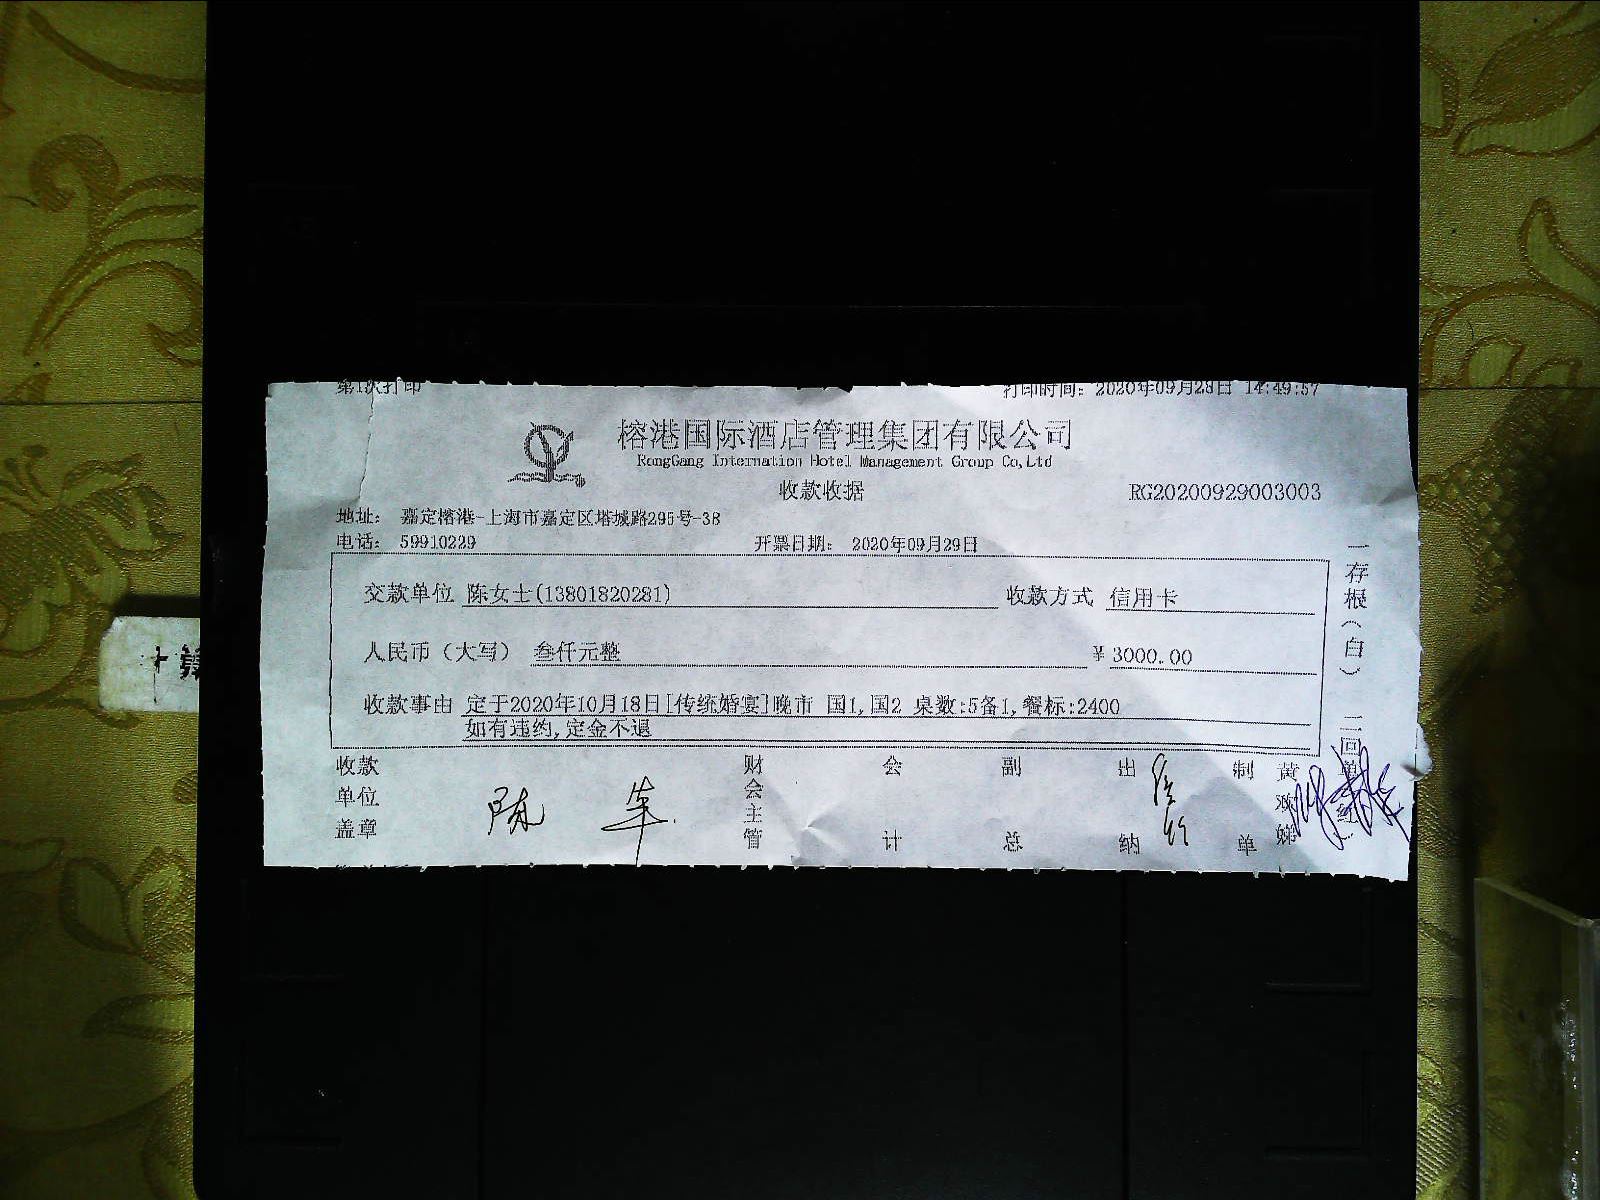 第1次打印 打印时间：2020年09月28日 14:49:57
榕港国际酒店管理集团有限公司
RongGang Internation Hotel Management Group Co,Ltd
收款收据 RG20200929003003
地址： 嘉定榕港-上海市嘉定区塔城路295号-38
电话： 59910229 开票日期： 2020年09月29日
交款单位 陈女士(13801820281) 收款方式 信用卡
人民币（大写） 叁仟元整 ¥ 3000.00
收款事由 定于2020年10月18日[传统婚宴]晚市 国1,国2 桌数:5备1,餐标:2400
如有违约,定金不退
收款单位盖章 陈 财会主管 会计 副总 出纳 制单 黄琼娣
一存根（白） 二回单